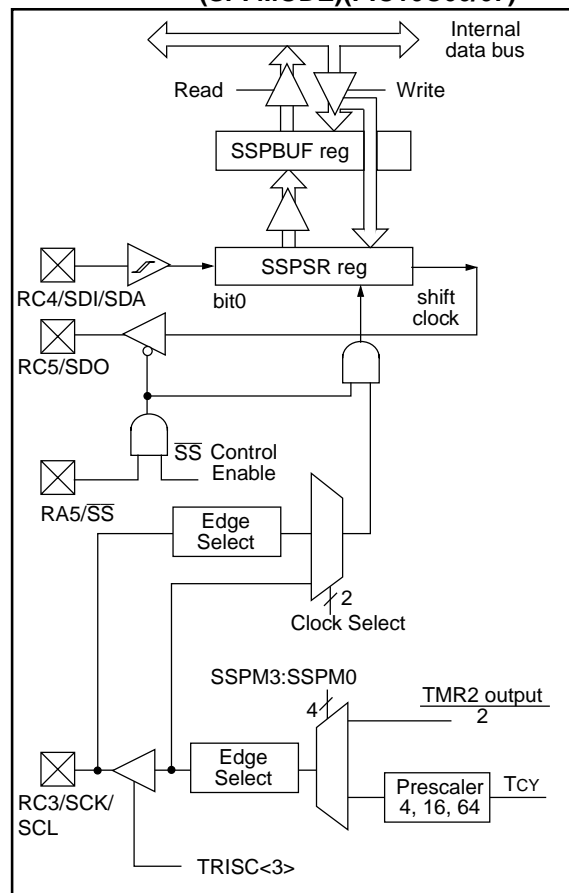 Internal
data bus
Read
Write
SSPBUF reg
SSPSR reg
RC4/SDI/SDA
bit0
shift
clock
RC5/SDO
SS Control
Enable
RA5/SS
Edge
Select
2
Clock Select
SSPM3:SSPM0
4
TMR2 output
2
Edge
Select
Prescaler
4, 16, 64
TCY
RC3/SCK/
SCL
TRISC<3>